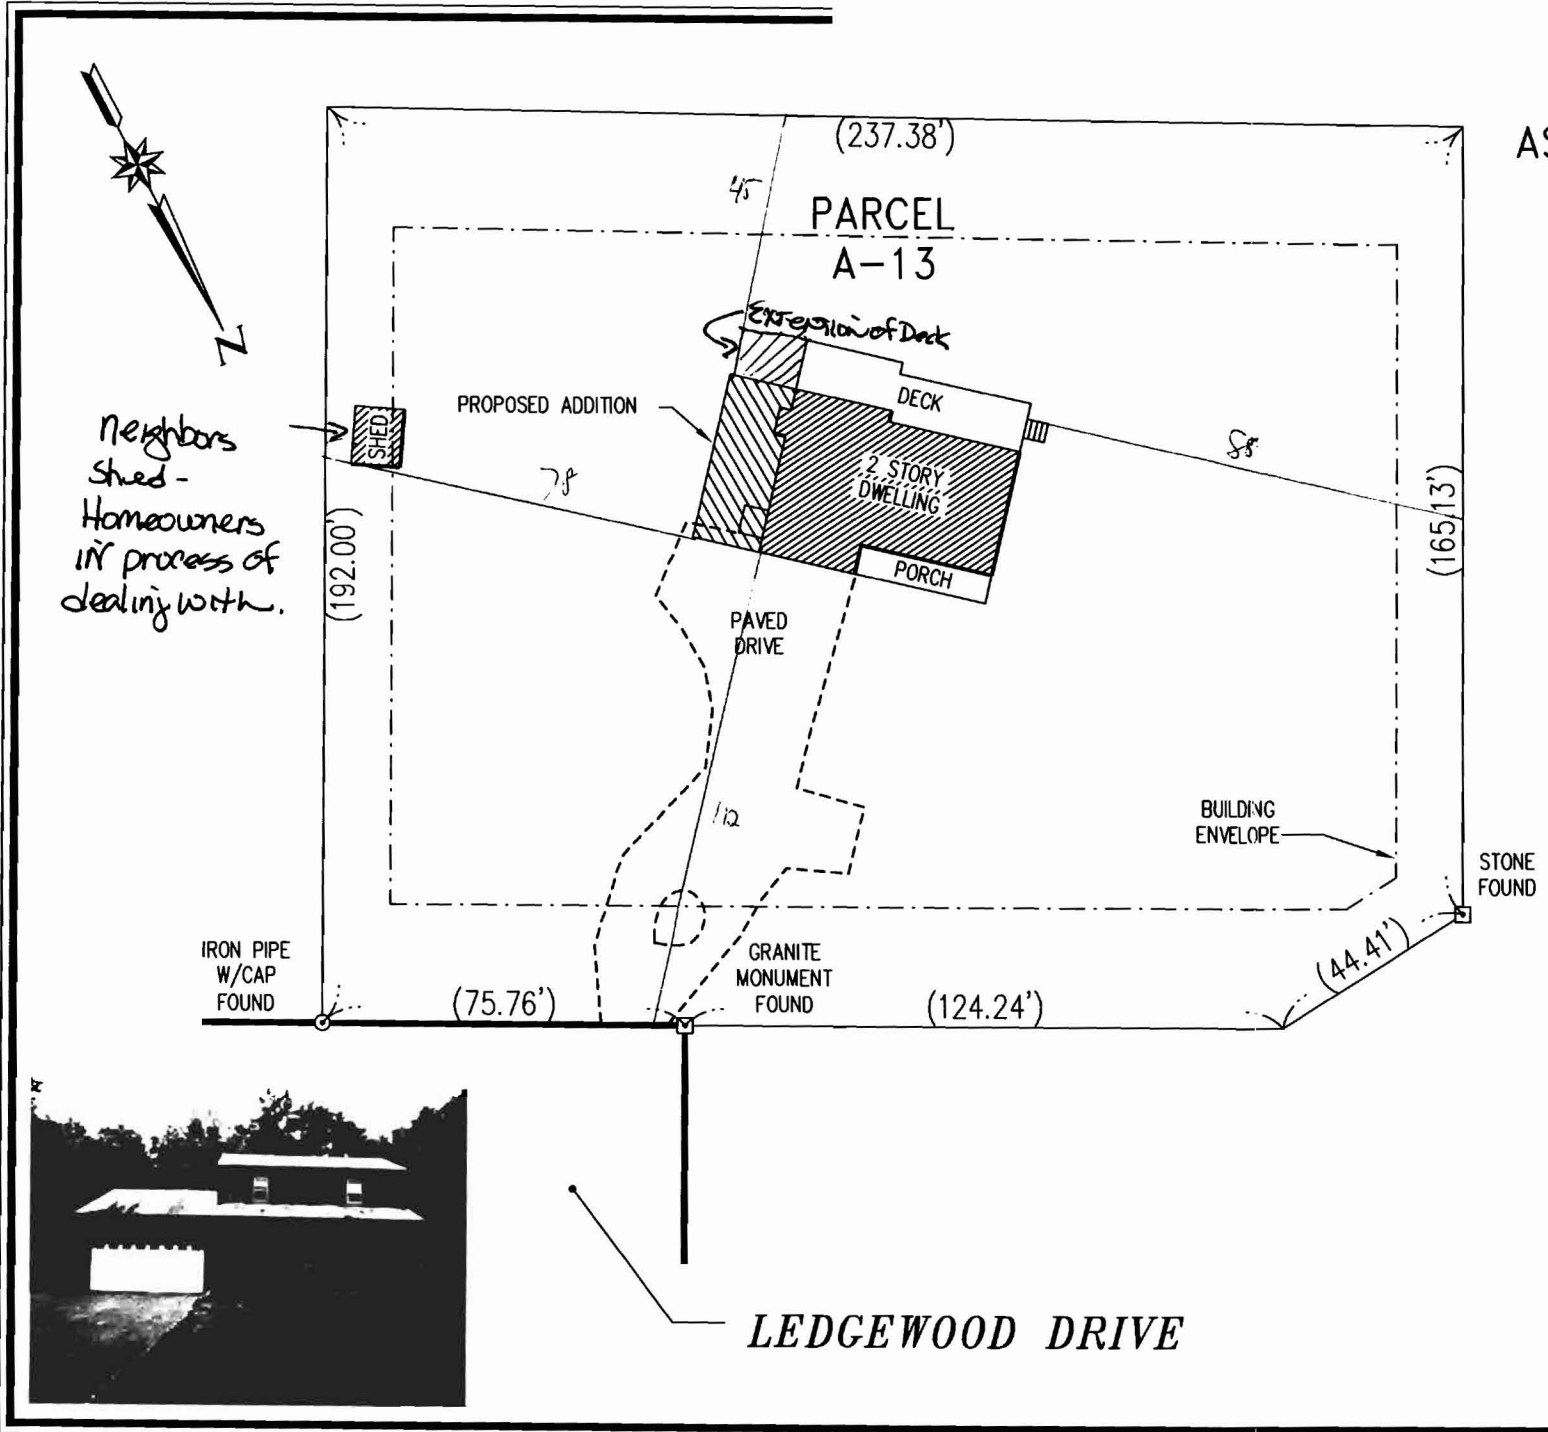 (237.38')
AS
45
PARCEL
A-13
Extension of Deck
PROPOSED ADDITION
DECK
N
SHED
neighbors
shed -
Homeowners
in process of
dealing with.
78
88
2 STORY
DWELLING
(192.00')
(165.13')
PORCH
PAVED
DRIVE
112
BUILDING
ENVELOPE
STONE
FOUND
IRON PIPE
W/CAP
FOUND
GRANITE
MONUMENT
FOUND
(75.76')
(124.24')
(44.41')
LEDGEWOOD DRIVE